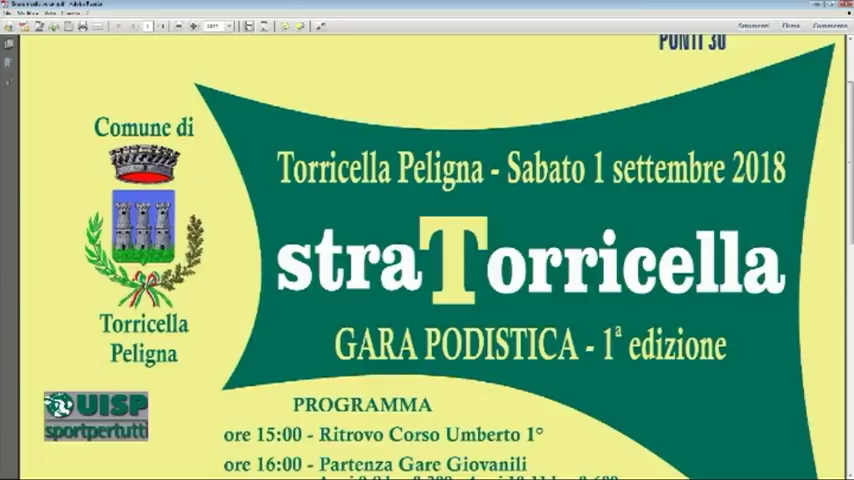 PUNTI 30
Comune di
Torricella
Peligna
UISP
sportpertutti
Torricella Peligna - Sabato 1 settembre 2018
straTorricella
GARA PODISTICA - 1ª edizione
PROGRAMMA
ore 15:00 - Ritrovo Corso Umberto 1°
ore 16:00 - Partenza Gare Giovanili